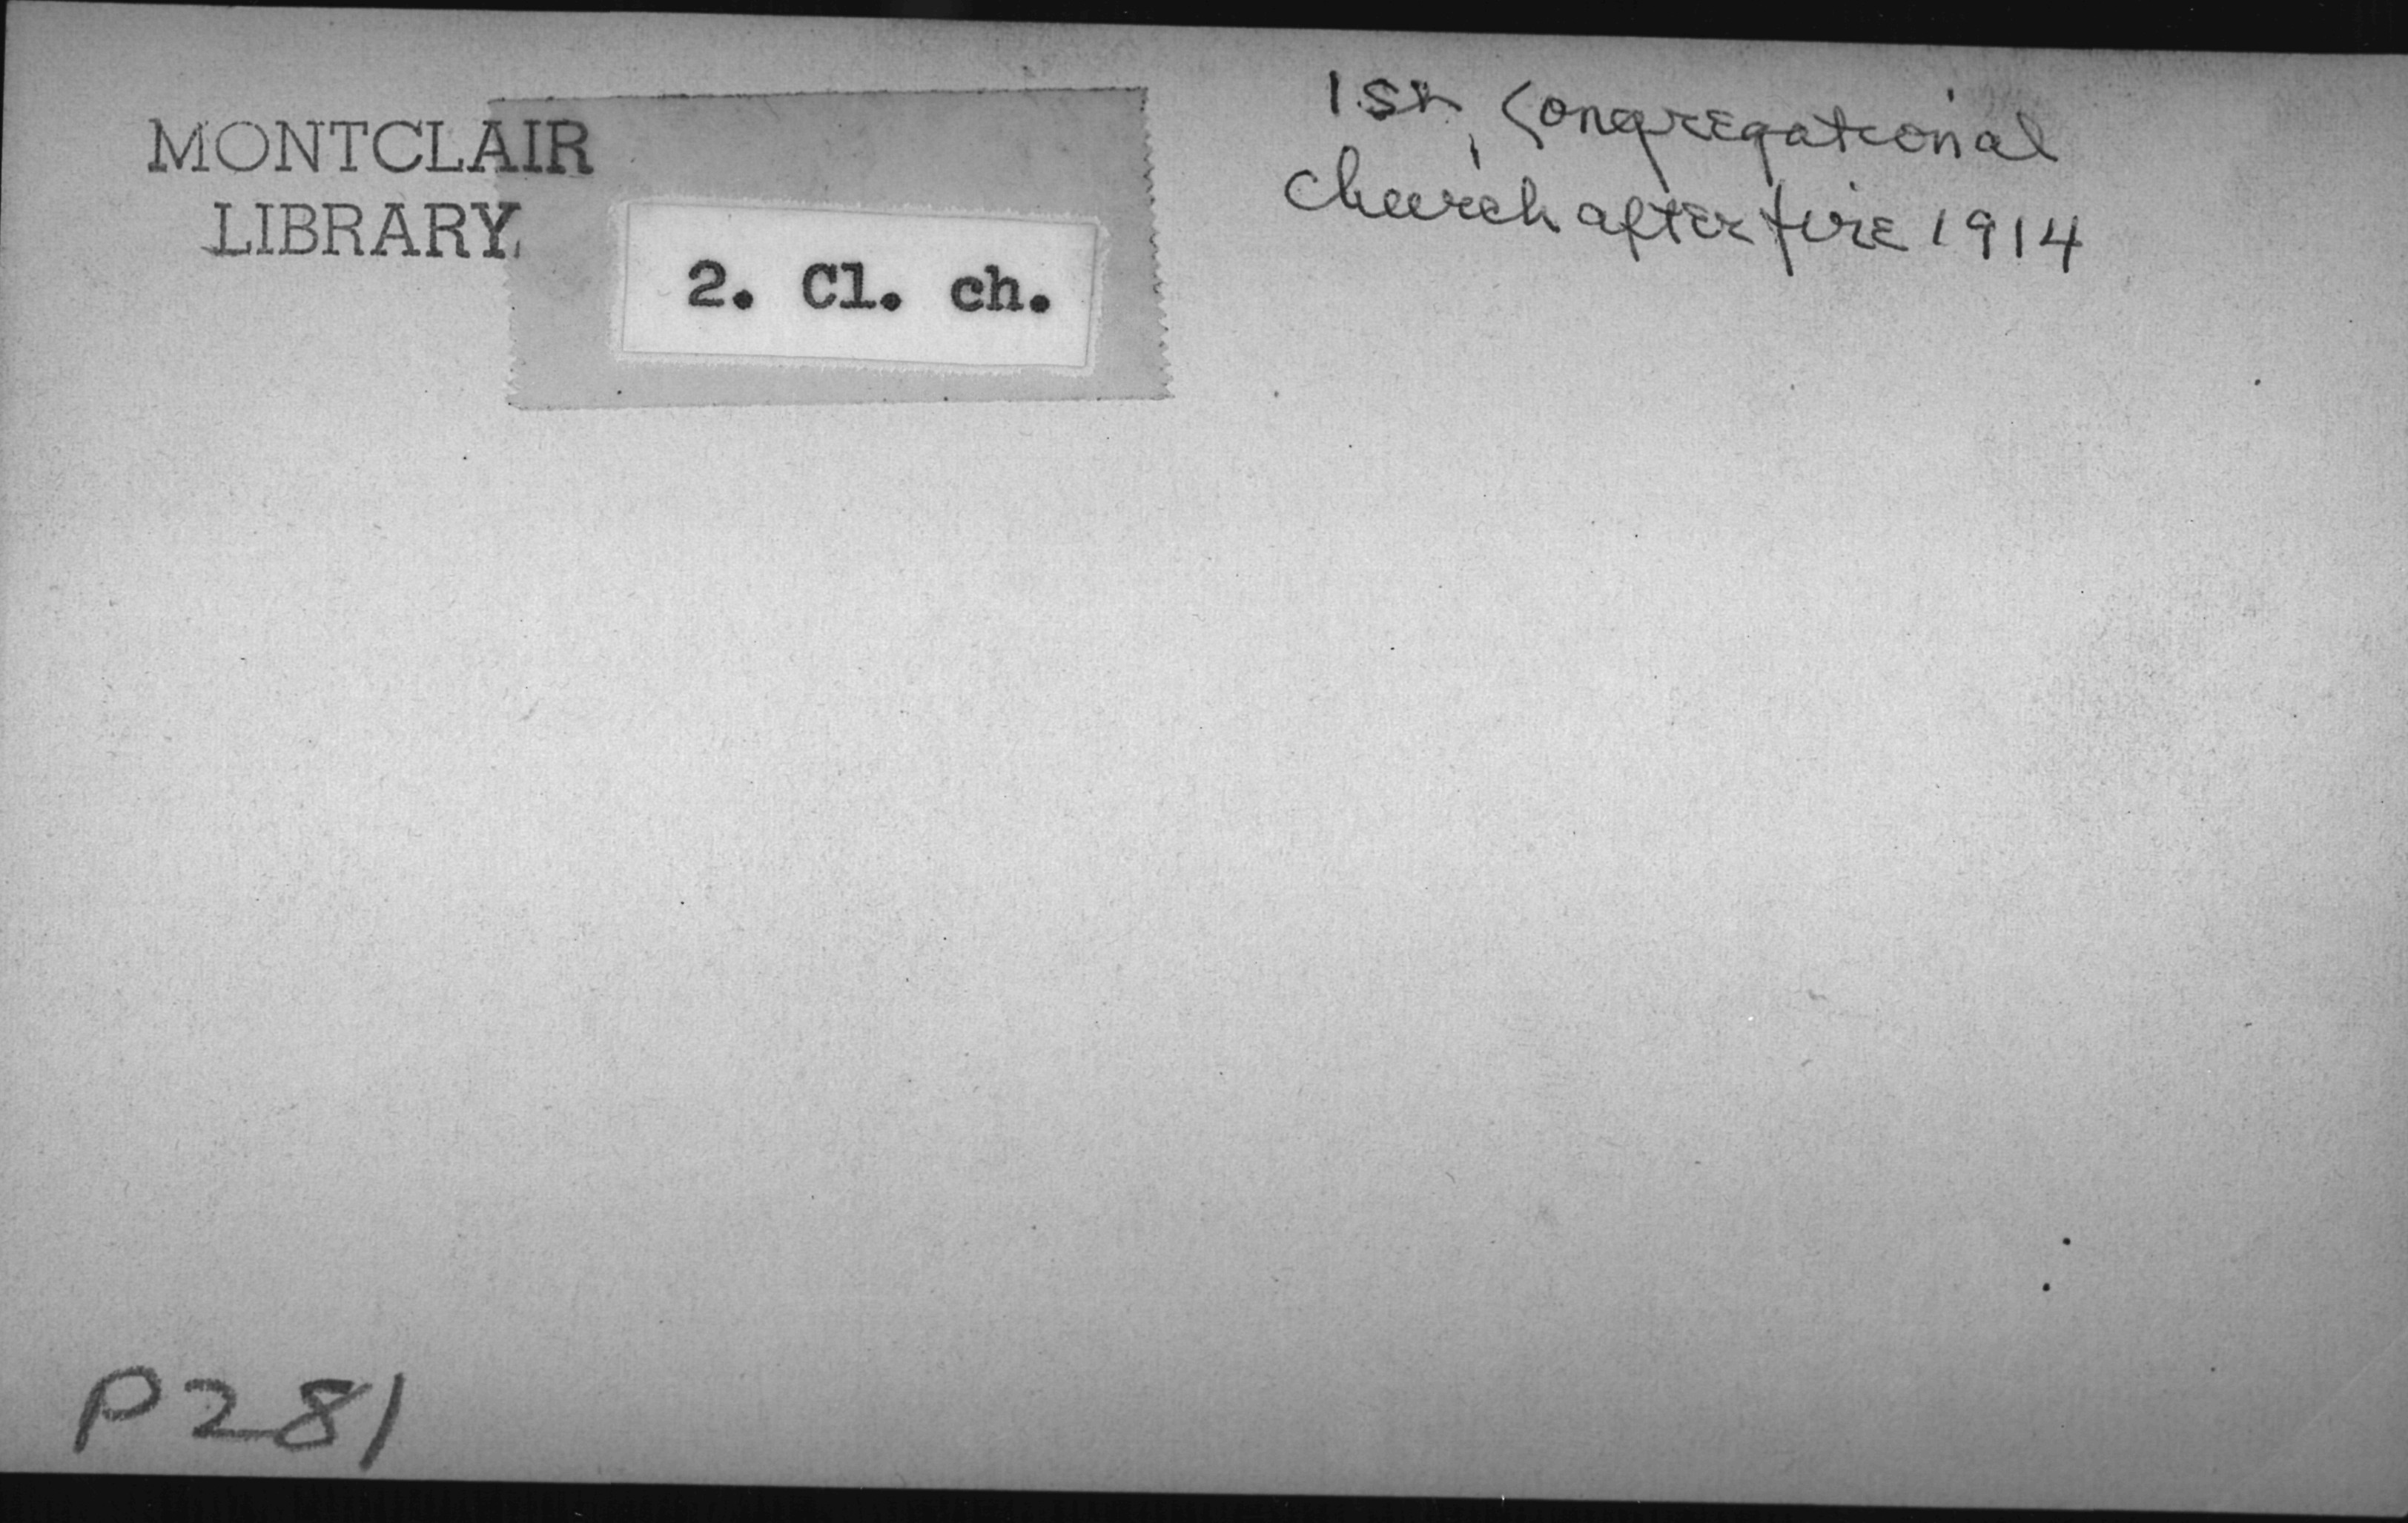 MONTCLAIR
LIBRARY
2. Cl. ch.
1st, Congregational
Church after fire 1914
P281